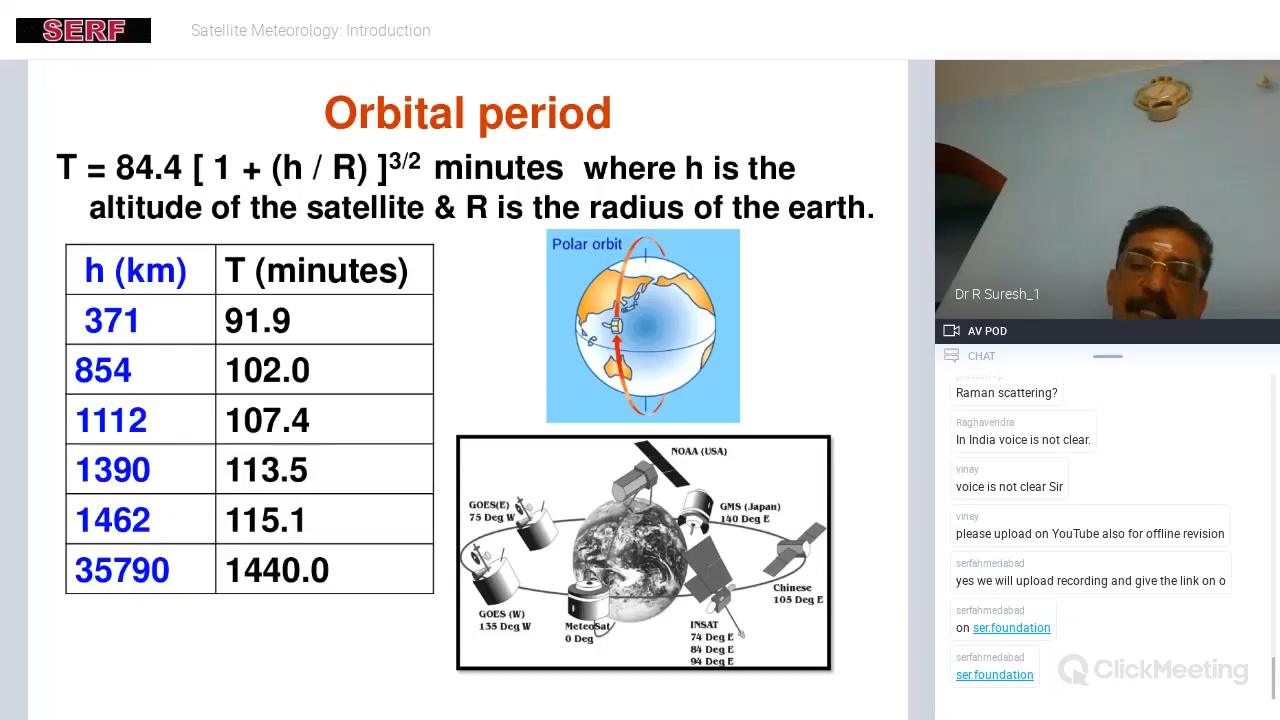 SERF
Satellite Meteorology: Introduction
Orbital period
T = 84.4 [ 1 + (h / R) ]3/2 minutes where h is the
altitude of the satellite & R is the radius of the earth.
h (km) T (minutes)
371 91.9
854 102.0
1112 107.4
1390 113.5
1462 115.1
35790 1440.0
Polar orbit
NOAA (USA)
GOES(E)
75 Deg W
GMS (Japan)
140 Deg E
Chinese
105 Deg E
GOES (W)
135 Deg W
MeteoSat
0 Deg
INSAT
74 Deg E
84 Deg E
94 Deg E
Dr R Suresh_1
AV POD
CHAT
Raman scattering?
Raghavendra
In India voice is not clear.
vinay
voice is not clear Sir
vinay
please upload on YouTube also for offline revision
serfahmedabad
yes we will upload recording and give the link on o
serfahmedabad
on ser.foundation
serfahmedabad
ser.foundation
ClickMeeting